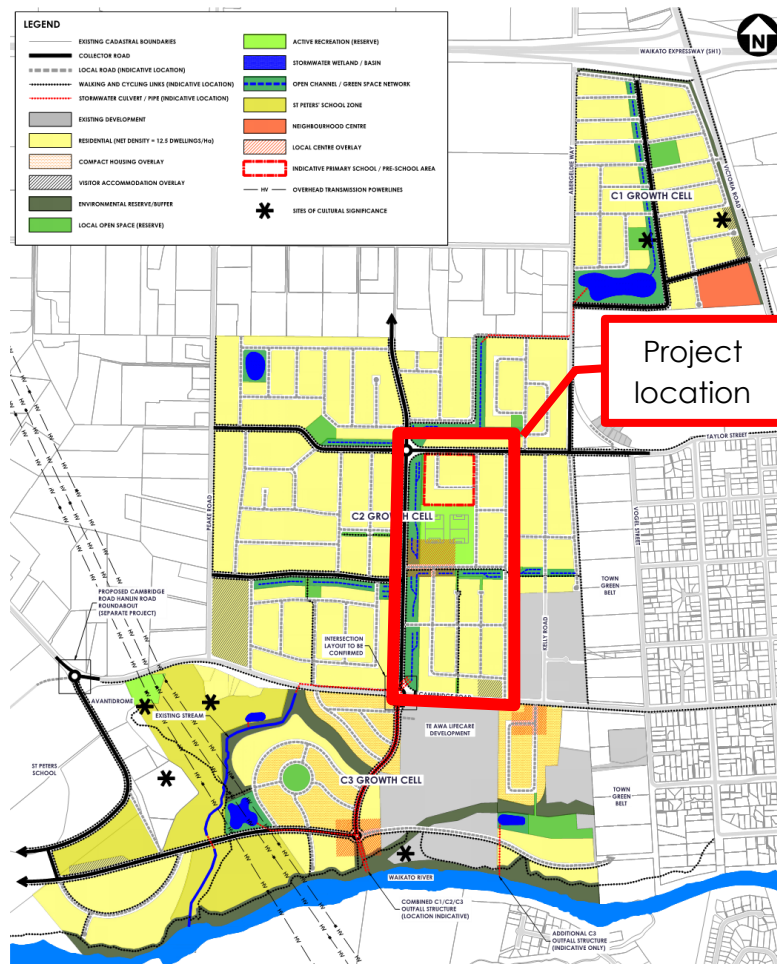 LEGEND
EXISTING CADASTRAL BOUNDARIES
COLLECTOR ROAD
LOCAL ROAD (INDICATIVE LOCATION)
WALKING AND CYCLING LINKS (INDICATIVE LOCATION)
STORMWATER CULVERT / PIPE (INDICATIVE LOCATION)
EXISTING DEVELOPMENT
RESIDENTIAL (NET DENSITY = 12.5 DWELLINGS/Ha)
COMPACT HOUSING OVERLAY
VISITOR ACCOMMODATION OVERLAY
ENVIRONMENTAL RESERVE/BUFFER
LOCAL OPEN SPACE (RESERVE)
ACTIVE RECREATION (RESERVE)
STORMWATER WETLAND / BASIN
OPEN CHANNEL / GREEN SPACE NETWORK
ST PETERS' SCHOOL ZONE
NEIGHBOURHOOD CENTRE
LOCAL CENTRE OVERLAY
INDICATIVE PRIMARY SCHOOL / PRE-SCHOOL AREA
HV
OVERHEAD TRANSMISSION POWERLINES
SITES OF CULTURAL SIGNIFICANCE
N
WAIKATO EXPRESSWAY (SH1)
ABERGELDIE WAY
VICTORIA ROAD
C1 GROWTH CELL
Project
location
TAYLOR STREET
VOGEL STREET
PEAKE ROAD
C2 GROWTH CELL
KELLY ROAD
TOWN
GREEN
BELT
PROPOSED CAMBRIDGE
ROAD HANLIN ROAD
ROUNDABOUT
(SEPARATE PROJECT)
INTERSECTION
LAYOUT TO BE
CONFIRMED
CAMBRIDGE ROAD
AVANTIDROME
EXISTING STREAM
TE AWA LIFECARE
DEVELOPMENT
ST PETERS
SCHOOL
C3 GROWTH CELL
TOWN
GREEN
BELT
HV
HV
HV
HV
WAIKATO RIVER
COMBINED C1/C2/C3
OUTFALL STRUCTURE
(LOCATION INDICATIVE)
ADDITIONAL C3
OUTFALL STRUCTURE
(INDICATIVE ONLY)